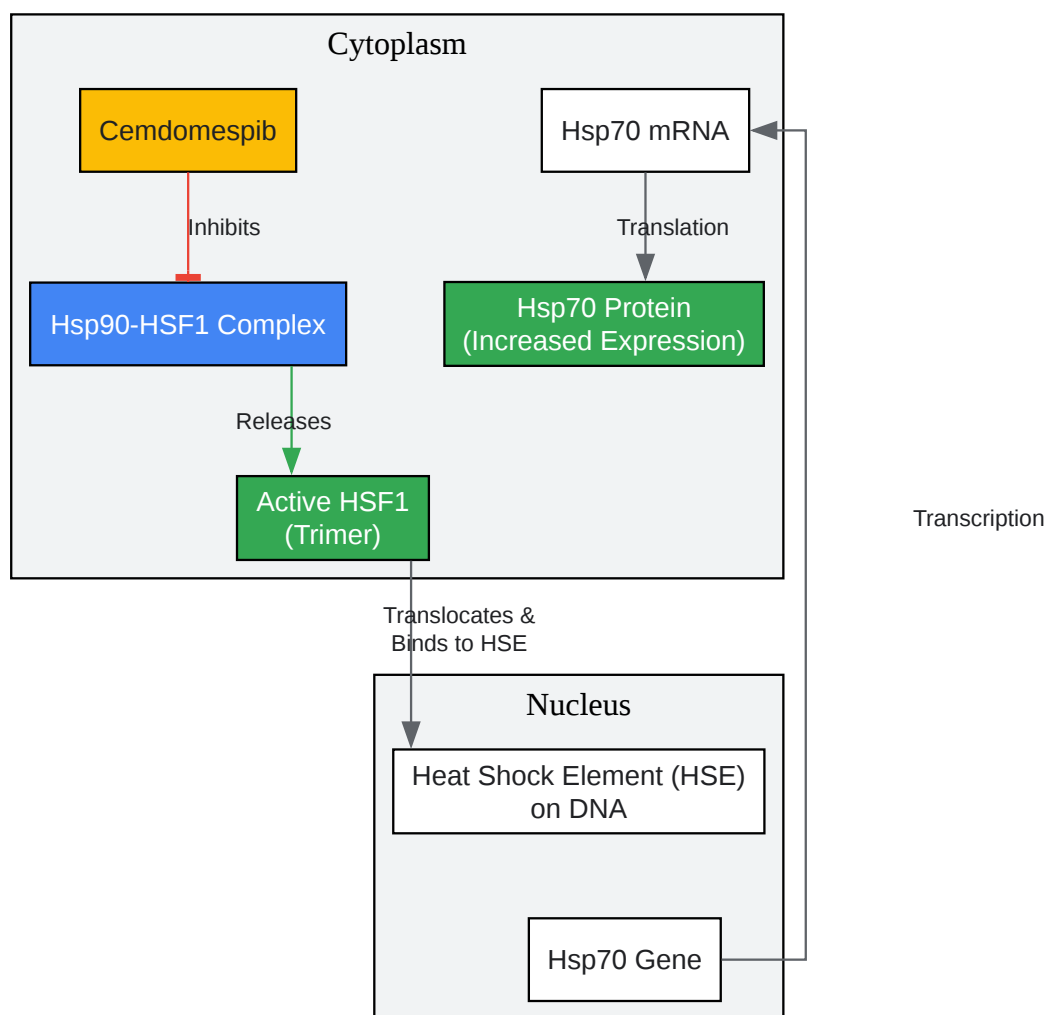 Cytoplasm
Cemdomespib
Hsp70 mRNA
Inhibits
Translation
Hsp90-HSF1 Complex
Hsp70 Protein
(Increased Expression)
Releases
Active HSF1
(Trimer)
Transcription
Translocates &
Binds to HSE
Nucleus
Heat Shock Element (HSE)
on DNA
Hsp70 Gene